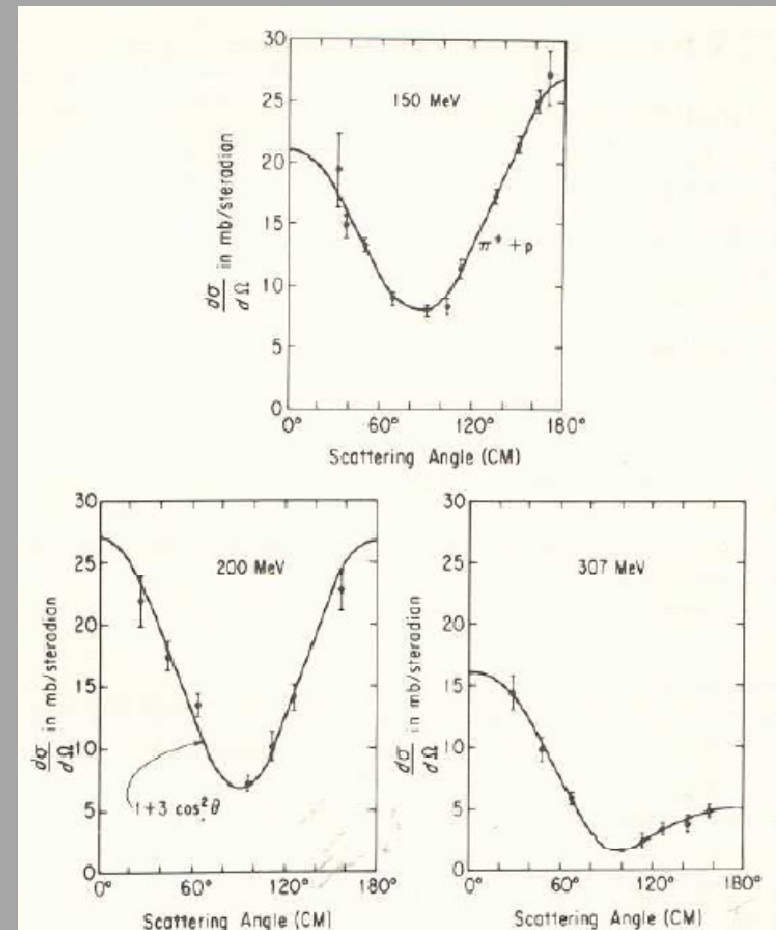 30
25
20
15
10
5
0
150 MeV
π⁺ + p
dσ/dΩ in mb/steradian
0° 60° 120° 180°
Scattering Angle (CM)
30
25
20
15
10
5
0
200 MeV
1+3 cos²θ
dσ/dΩ in mb/steradian
0° 60° 120° 180°
Scattering Angle (CM)
30
25
20
15
10
5
0
307 MeV
dσ/dΩ in mb/steradian
0° 60° 120° 180°
Scattering Angle (CM)